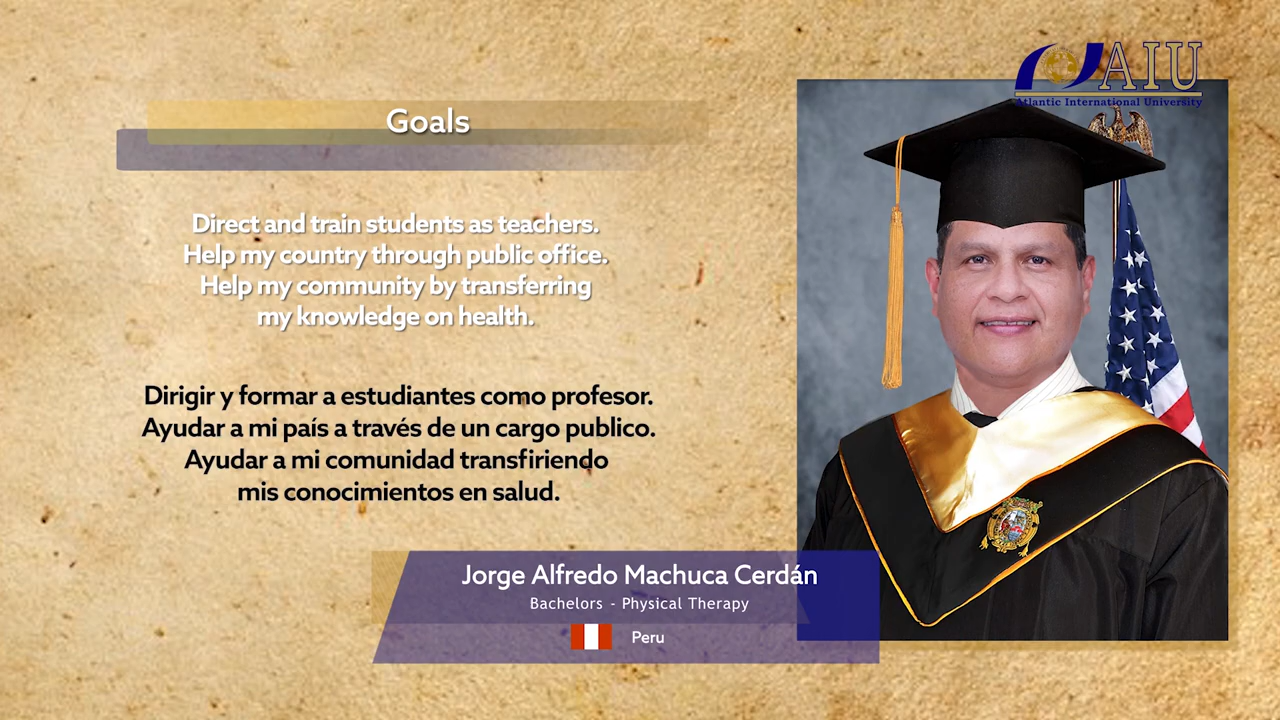 AIU
Atlantic International University
Goals
Direct and train students as teachers.
Help my country through public office.
Help my community by transferring
my knowledge on health.
Dirigir y formar a estudiantes como profesor.
Ayudar a mi país a través de un cargo publico.
Ayudar a mi comunidad transfiriendo
mis conocimientos en salud.
Jorge Alfredo Machuca Cerdán
Bachelors - Physical Therapy
Peru